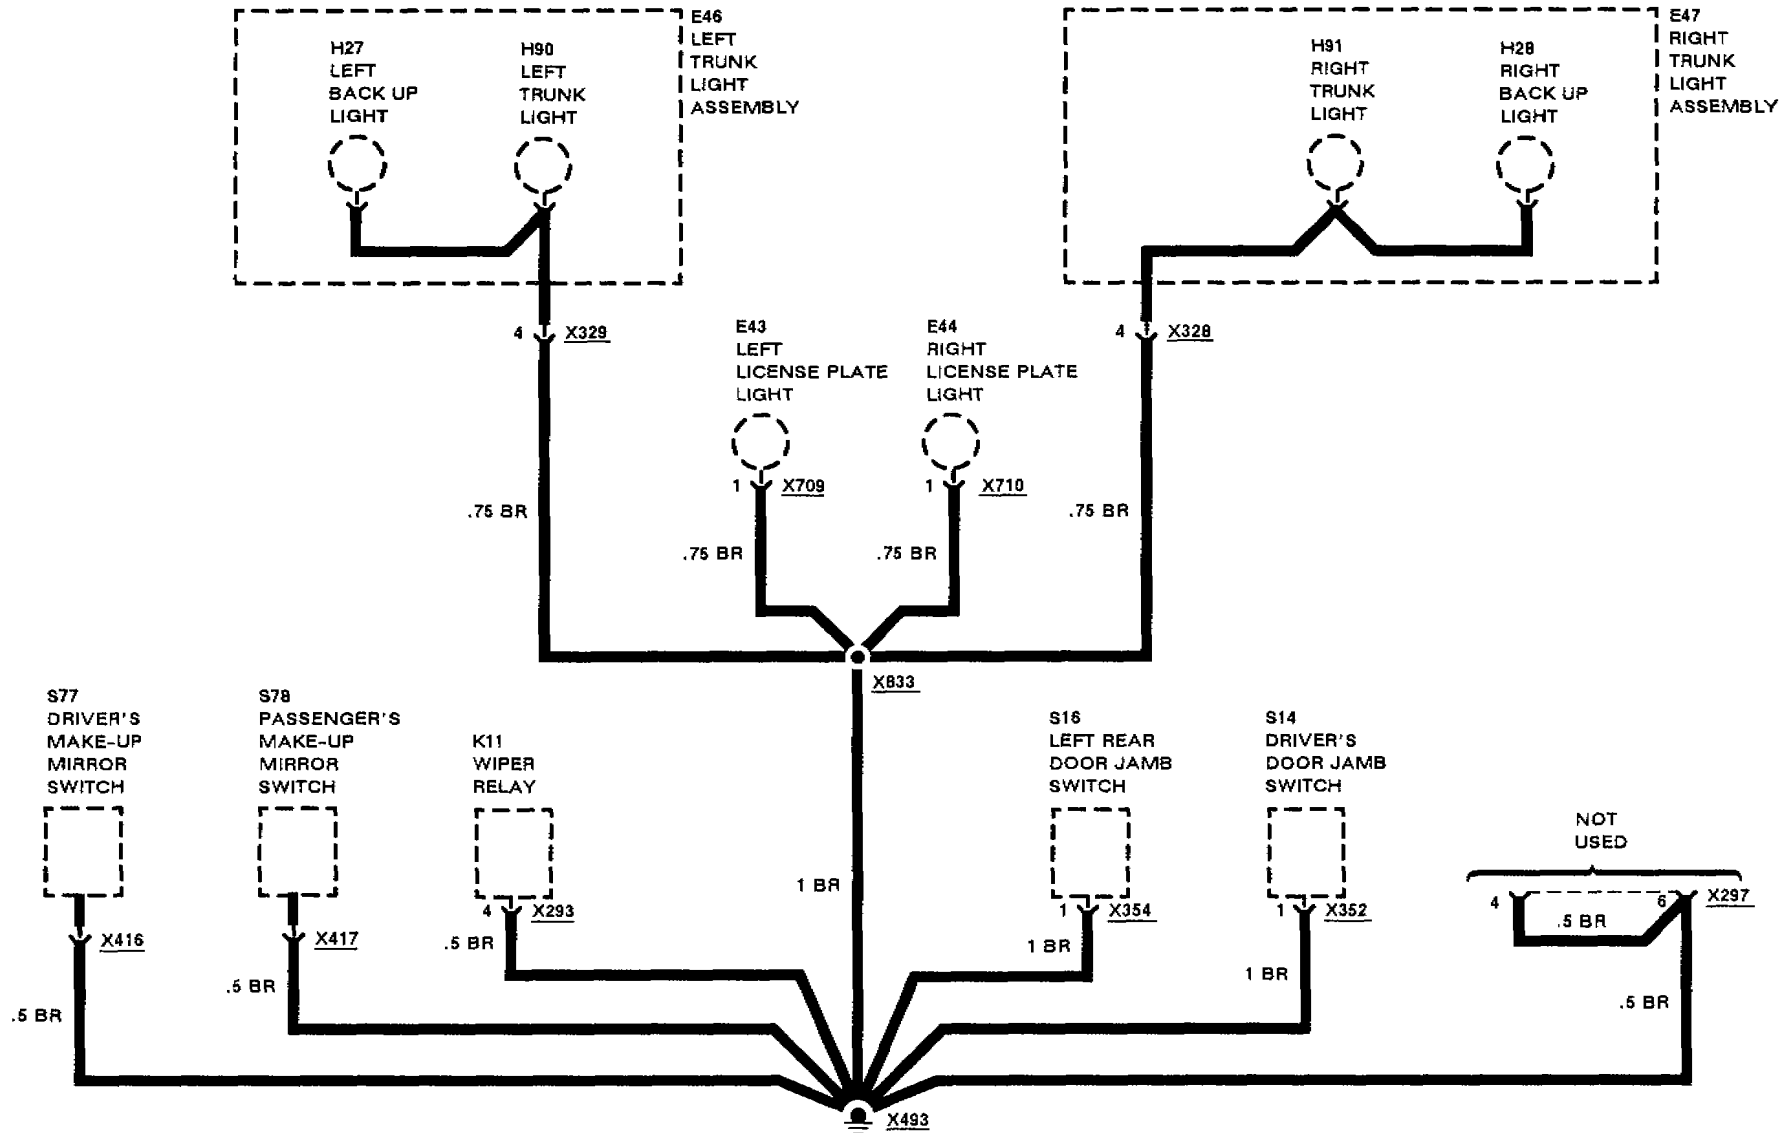 E46
LEFT
TRUNK
LIGHT
ASSEMBLY
H27
LEFT
BACK UP
LIGHT
H90
LEFT
TRUNK
LIGHT
E47
RIGHT
TRUNK
LIGHT
ASSEMBLY
H91
RIGHT
TRUNK
LIGHT
H28
RIGHT
BACK UP
LIGHT
4 X329
E43
LEFT
LICENSE PLATE
LIGHT
E44
RIGHT
LICENSE PLATE
LIGHT
4 X328
1 X709
1 X710
.75 BR
.75 BR
.75 BR
.75 BR
X833
S77
DRIVER'S
MAKE-UP
MIRROR
SWITCH
S78
PASSENGER'S
MAKE-UP
MIRROR
SWITCH
K11
WIPER
RELAY
S16
LEFT REAR
DOOR JAMB
SWITCH
S14
DRIVER'S
DOOR JAMB
SWITCH
NOT
USED
1 BR
X416
X417
4 X293
1 X354
1 X352
4 6 X297
.5 BR
.5 BR
.5 BR
1 BR
1 BR
.5 BR
.5 BR
X493